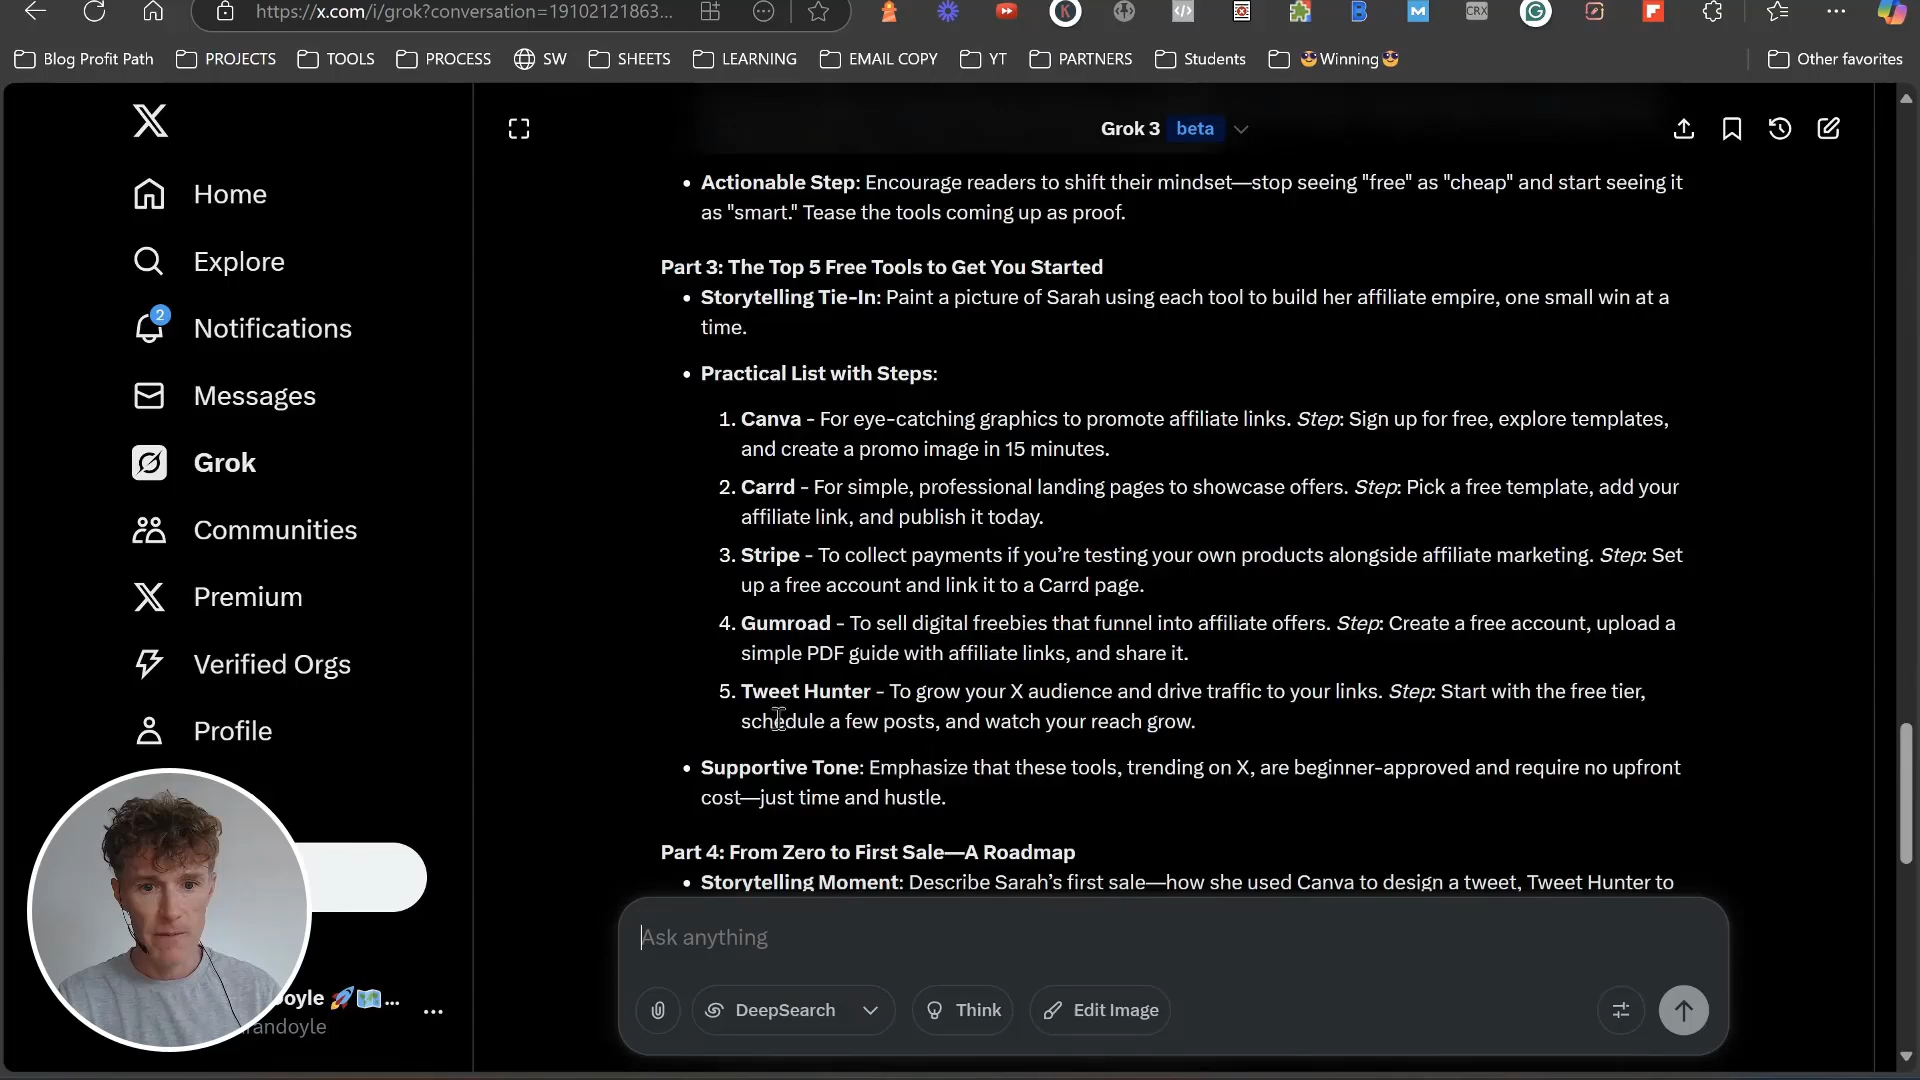 https://x.com/i/grok?conversation=19102121863...
Blog Profit Path
PROJECTS
TOOLS
PROCESS
SW
SHEETS
LEARNING
EMAIL COPY
YT
PARTNERS
Students
🤩Winning🤩
Other favorites
Home
Explore
2
Notifications
Messages
Grok
Communities
Premium
Verified Orgs
Profile
oyle 🚀🗺️...
andoyle
Grok 3 beta
• Actionable Step: Encourage readers to shift their mindset—stop seeing "free" as "cheap" and start seeing it
as "smart." Tease the tools coming up as proof.
Part 3: The Top 5 Free Tools to Get You Started
• Storytelling Tie-In: Paint a picture of Sarah using each tool to build her affiliate empire, one small win at a
time.
• Practical List with Steps:
1. Canva - For eye-catching graphics to promote affiliate links. Step: Sign up for free, explore templates,
and create a promo image in 15 minutes.
2. Carrd - For simple, professional landing pages to showcase offers. Step: Pick a free template, add your
affiliate link, and publish it today.
3. Stripe - To collect payments if you’re testing your own products alongside affiliate marketing. Step: Set
up a free account and link it to a Carrd page.
4. Gumroad - To sell digital freebies that funnel into affiliate offers. Step: Create a free account, upload a
simple PDF guide with affiliate links, and share it.
5. Tweet Hunter - To grow your X audience and drive traffic to your links. Step: Start with the free tier,
schedule a few posts, and watch your reach grow.
• Supportive Tone: Emphasize that these tools, trending on X, are beginner-approved and require no upfront
cost—just time and hustle.
Part 4: From Zero to First Sale—A Roadmap
• Storytelling Moment: Describe Sarah’s first sale—how she used Canva to design a tweet, Tweet Hunter to
Ask anything
DeepSearch
Think
Edit Image